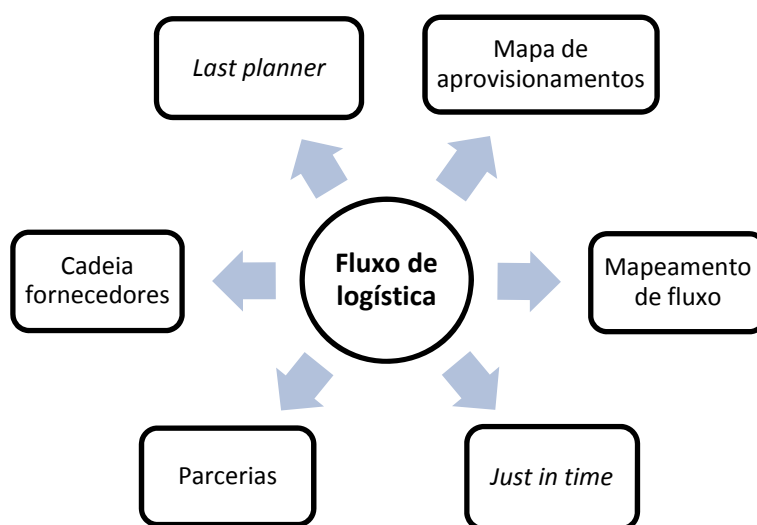 Last planner
Mapa de
aprovisionamentos
Cadeia
fornecedores
Fluxo de
logística
Mapeamento
de fluxo
Parcerias
Just in time